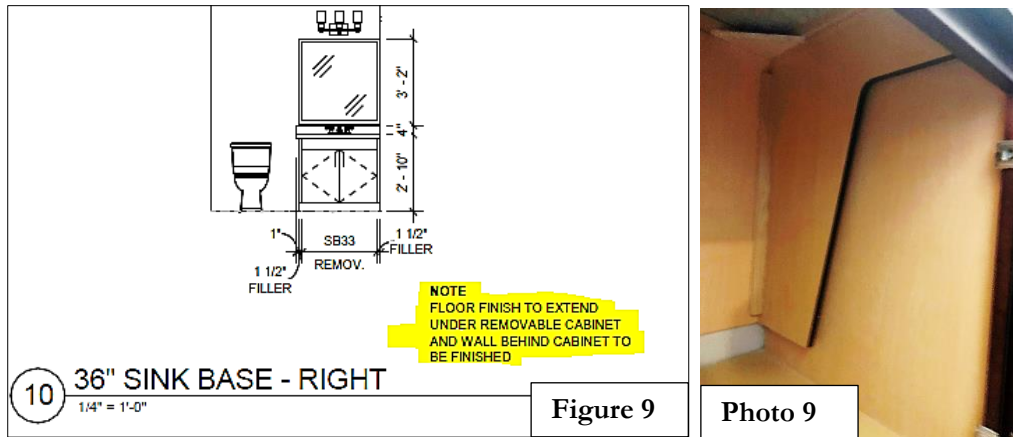 3' - 2"
4"
2' - 10"
1"
SB33
1 1/2"
FILLER
REMOV.
1 1/2"
FILLER
NOTE
FLOOR FINISH TO EXTEND
UNDER REMOVABLE CABINET
AND WALL BEHIND CABINET TO
BE FINISHED
10
36" SINK BASE - RIGHT
1/4" = 1'-0"
Figure 9
Photo 9